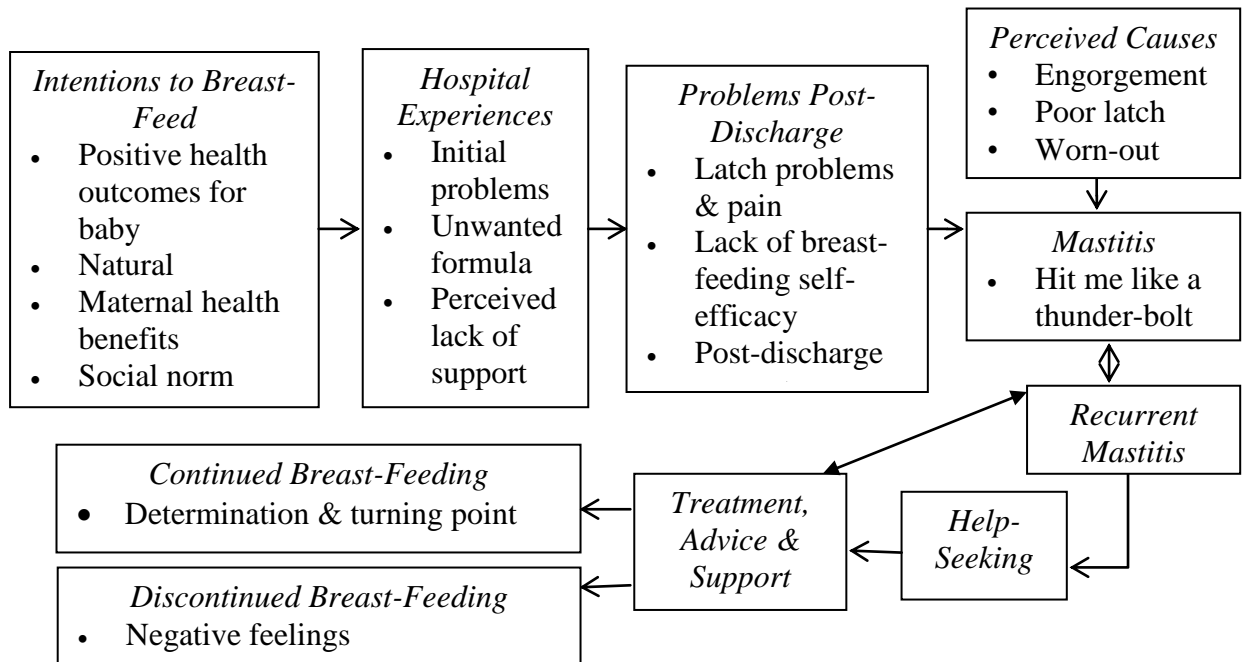 Intentions to Breast-
Feed
• Positive health
outcomes for
baby
• Natural
• Maternal health
benefits
• Social norm
Hospital
Experiences
• Initial
problems
• Unwanted
formula
• Perceived
lack of
support
Problems Post-
Discharge
• Latch problems
& pain
• Lack of breast-
feeding self-
efficacy
• Post-discharge
Perceived Causes
• Engorgement
• Poor latch
• Worn-out
Mastitis
• Hit me like a
thunder-bolt
Recurrent
Mastitis
Help-
Seeking
Treatment,
Advice &
Support
Continued Breast-Feeding
• Determination & turning point
Discontinued Breast-Feeding
• Negative feelings